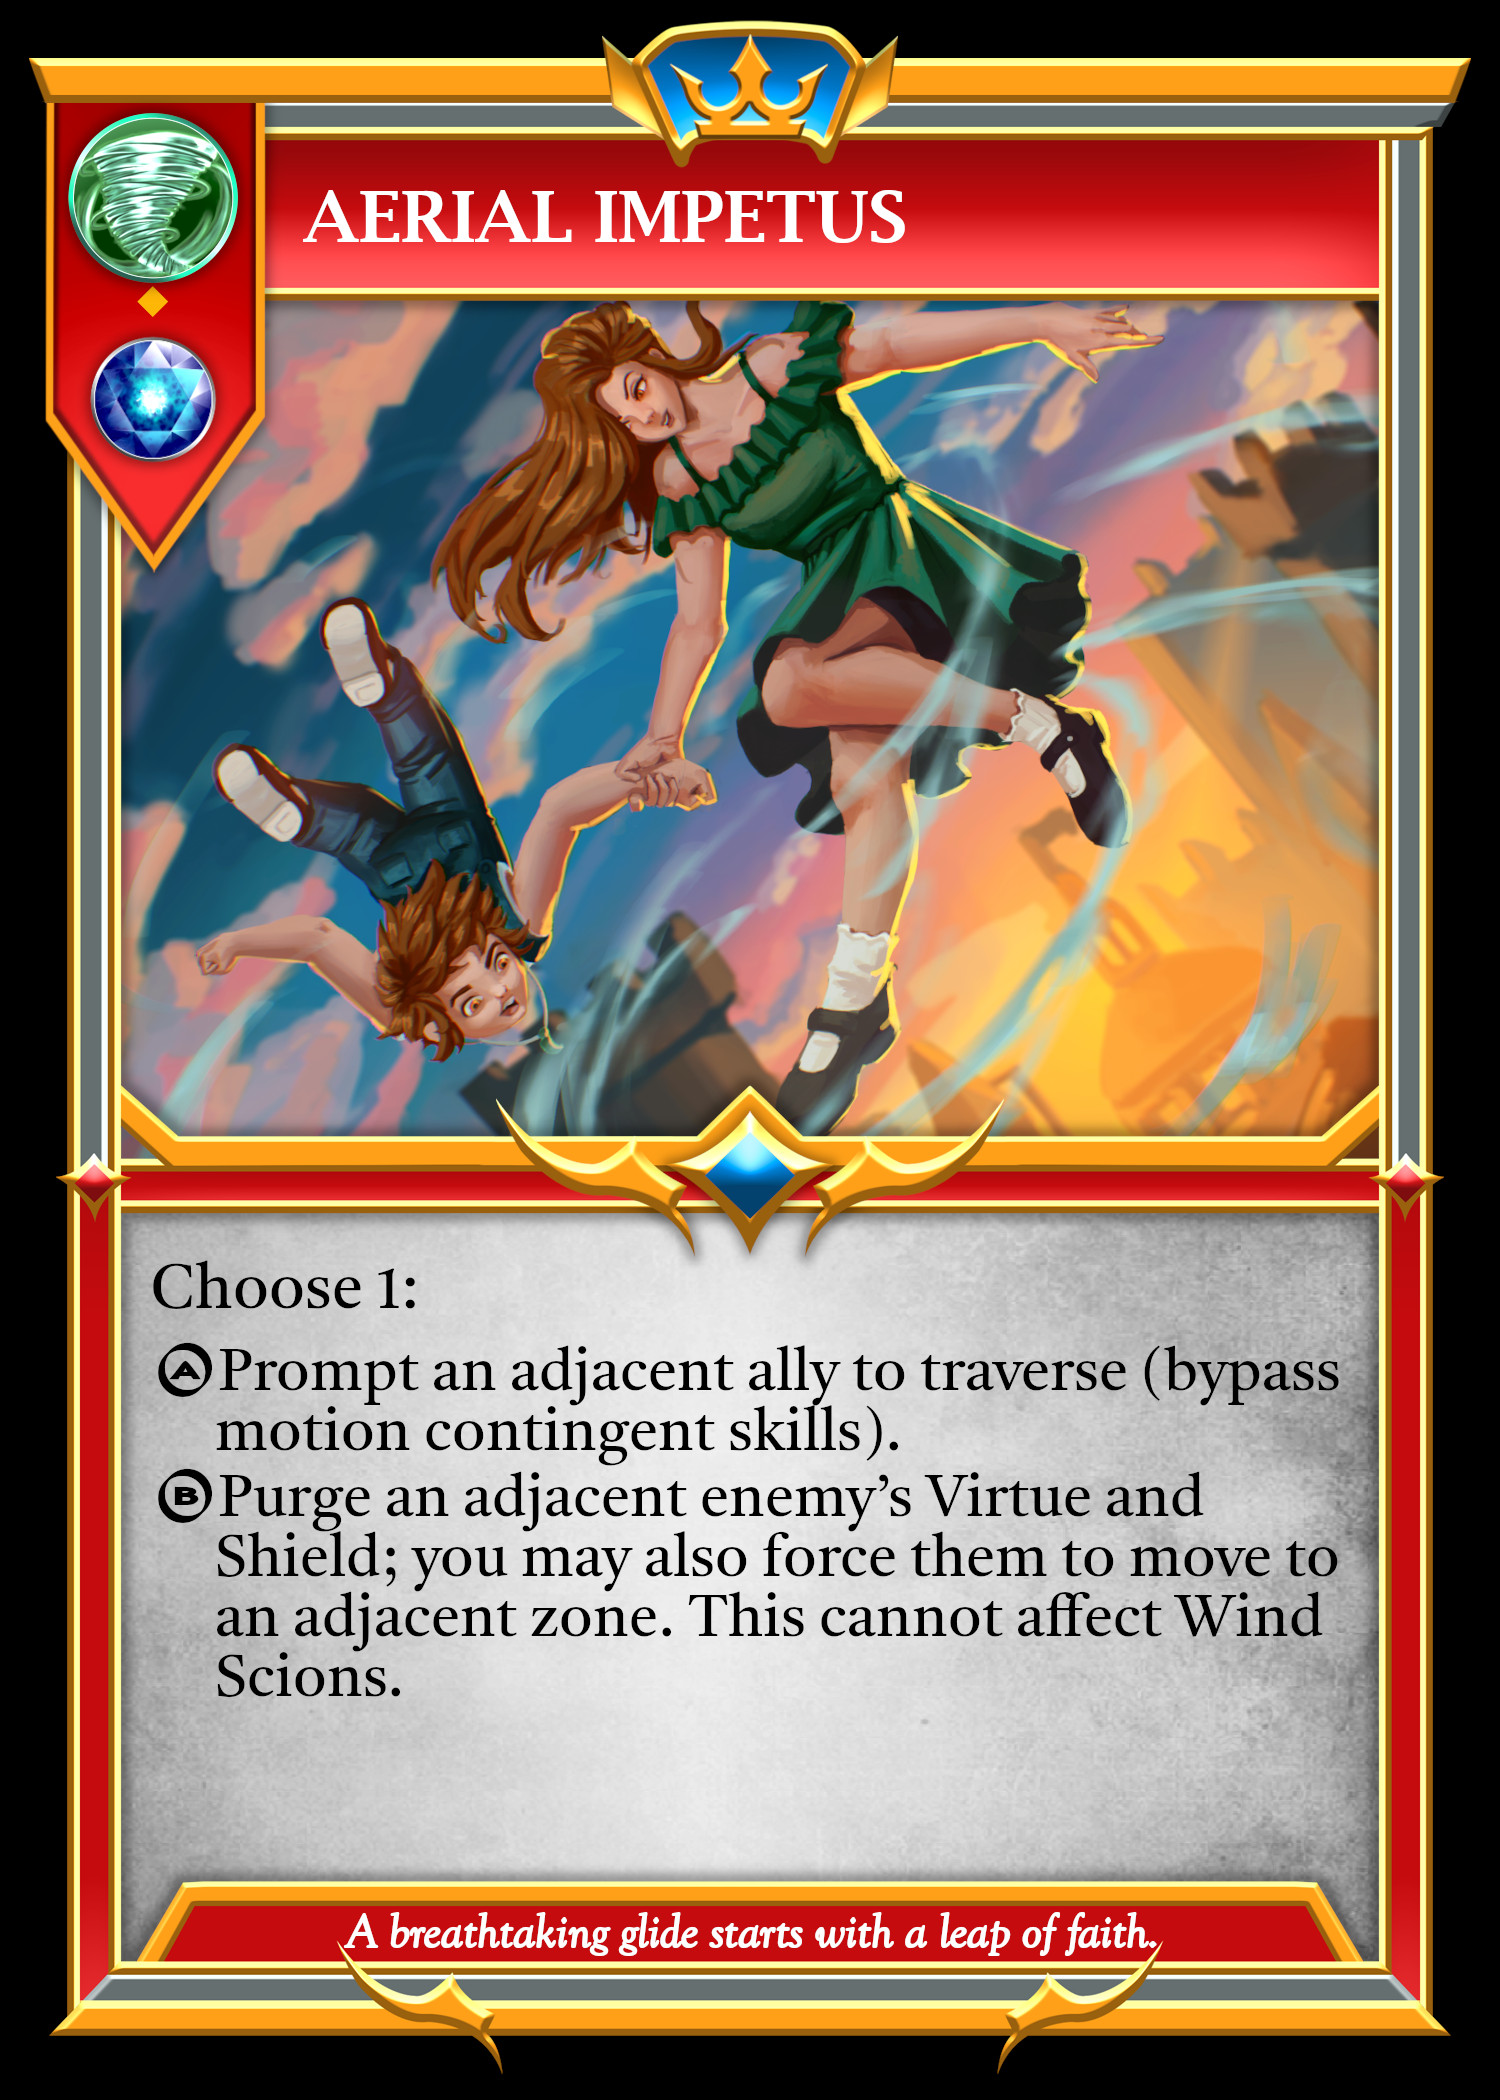 AERIAL IMPETUS
Choose 1:
A Prompt an adjacent ally to traverse (bypass
motion contingent skills).
B Purge an adjacent enemy’s Virtue and
Shield; you may also force them to move to
an adjacent zone. This cannot affect Wind
Scions.
A breathtaking glide starts with a leap of faith.